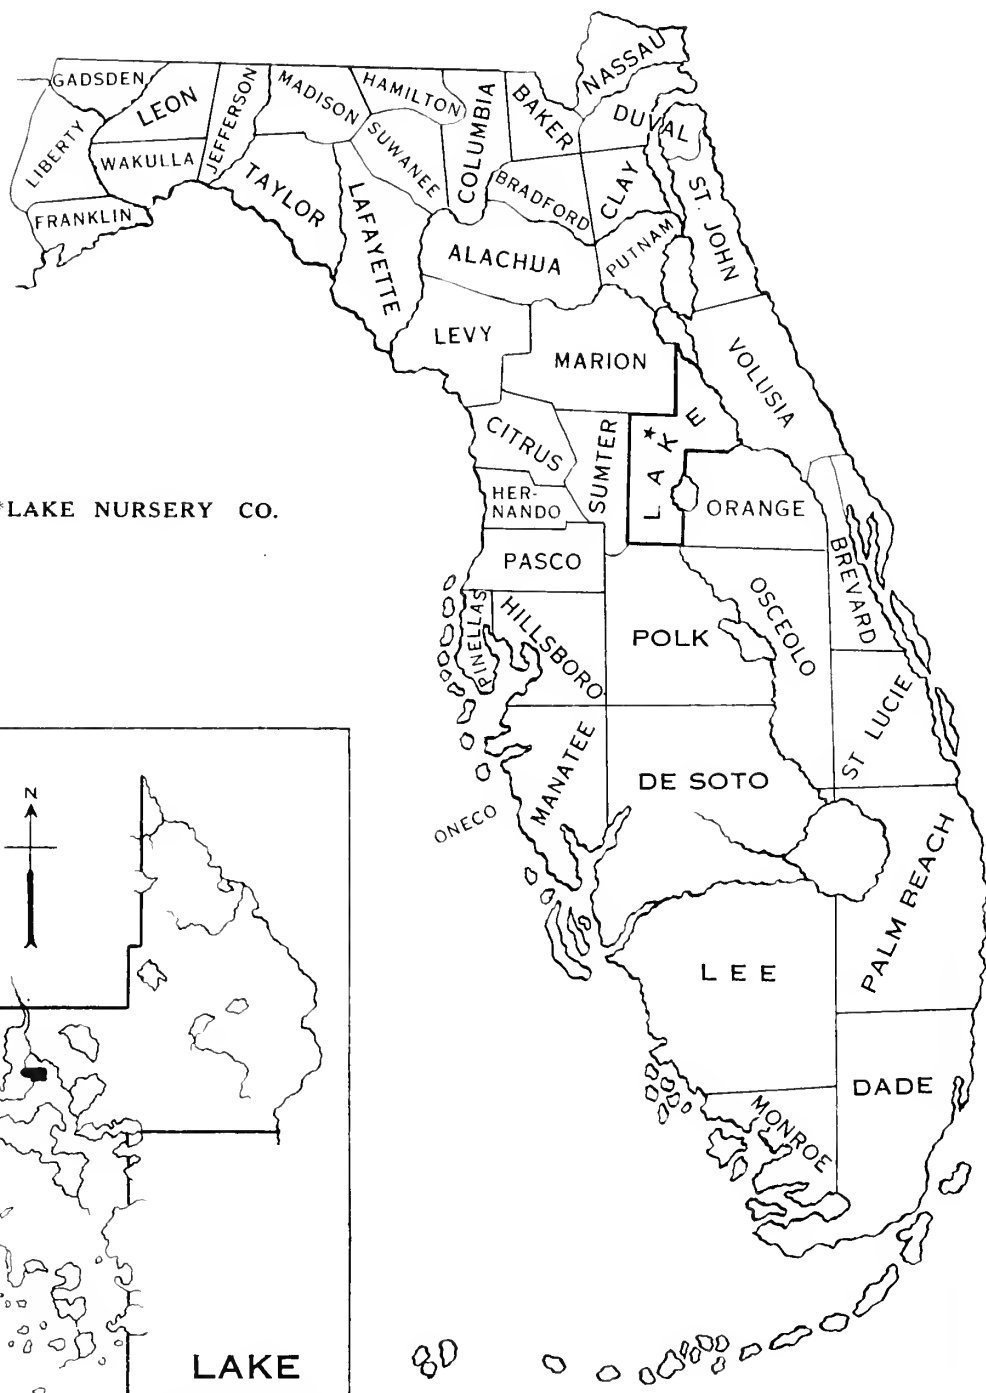 NASSAU
GADSDEN
LEON
JEFFERSON
MADISON
HAMILTON
COLUMBIA
BAKER
DUVAL
LIBERTY
WAKULLA
SUWANEE
TAYLOR
BRADFORD
CLAY
ST. JOHN
FRANKLIN
LAFAYETTE
ALACHUA
PUTNAM
LEVY
MARION
VOLUSIA
CITRUS
SUMTER
LAKE
*
HER-
NANDO
ORANGE
*LAKE NURSERY CO.
PASCO
BREVARD
PINELLAS
HILLSBORO
POLK
OSCEOLO
ST LUCIE
MANATEE
DE SOTO
ONECO
N
PALM BEACH
LEE
DADE
MONROE
LAKE